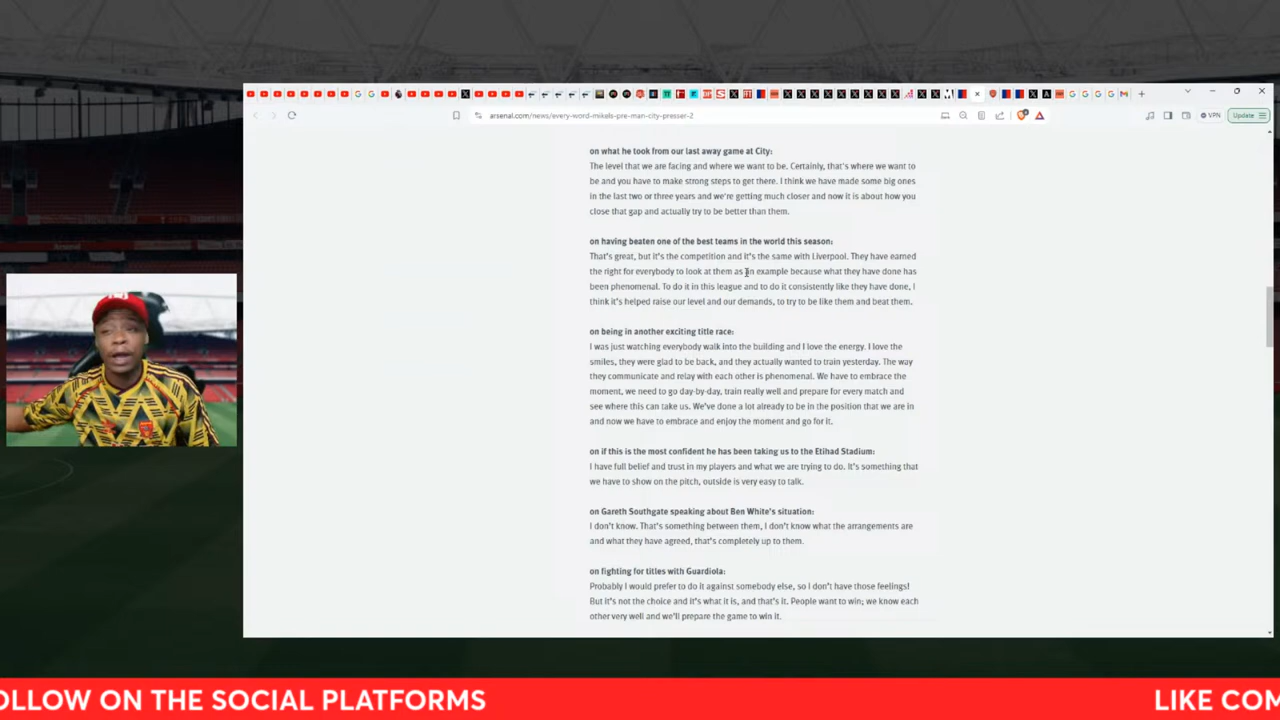 arsenal.com/news/every-word-mikels-pre-man-city-presser-2
VPN
Update
on what he took from our last away game at City:
The level that we are facing and where we want to be. Certainly, that's where we want to
be and you have to make strong steps to get there. I think we have made some big ones
in the last two or three years and we're getting much closer and now it is about how you
close that gap and actually try to be better than them.
on having beaten one of the best teams in the world this season:
That's great, but it's the competition and it's the same with Liverpool. They have earned
the right for everybody to look at them as an example because what they have done has
been phenomenal. To do it in this league and to do it consistently like they have done, I
think it's helped raise our level and our demands, to try to be like them and beat them.
on being in another exciting title race:
I was just watching everybody walk into the building and I love the energy. I love the
smiles, they were glad to be back, and they actually wanted to train yesterday. The way
they communicate and relay with each other is phenomenal. We have to embrace the
moment, we need to go day-by-day, train really well and prepare for every match and
see where this can take us. We've done a lot already to be in the position that we are in
and now we have to embrace and enjoy the moment and go for it.
on if this is the most confident he has been taking us to the Etihad Stadium:
I have full belief and trust in my players and what we are trying to do. It's something that
we have to show on the pitch, outside is very easy to talk.
on Gareth Southgate speaking about Ben White's situation:
I don't know. That's something between them, I don't know what the arrangements are
and what they have agreed, that's completely up to them.
on fighting for titles with Guardiola:
Probably I would prefer to do it against somebody else, so I don't have those feelings!
But it's not the choice and it's what it is, and that's it. People want to win; we know each
other very well and we'll prepare the game to win it.
OLLOW ON THE SOCIAL PLATFORMS
LIKE COM